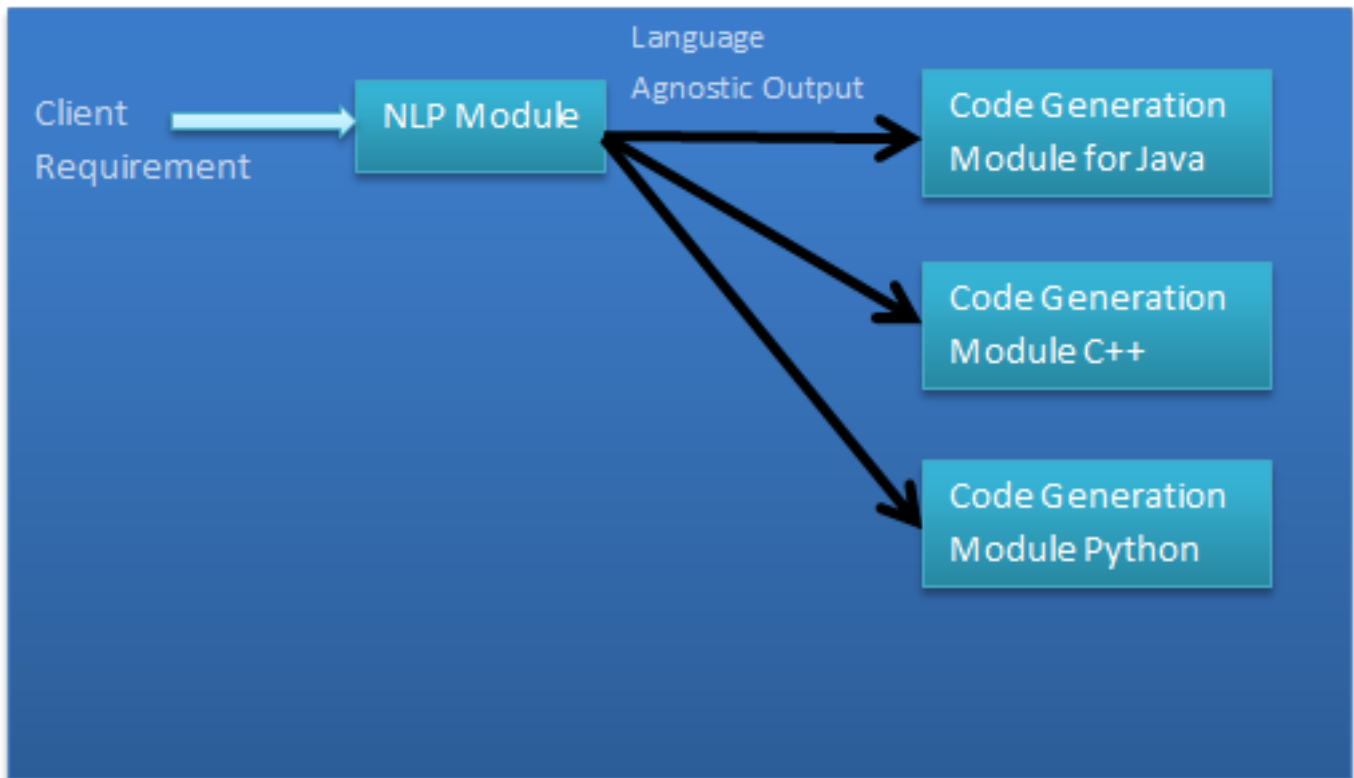 Client
Requirement
NLP Module
Language
Agnostic Output
Code Generation
Module for Java
Code Generation
Module C++
Code Generation
Module Python